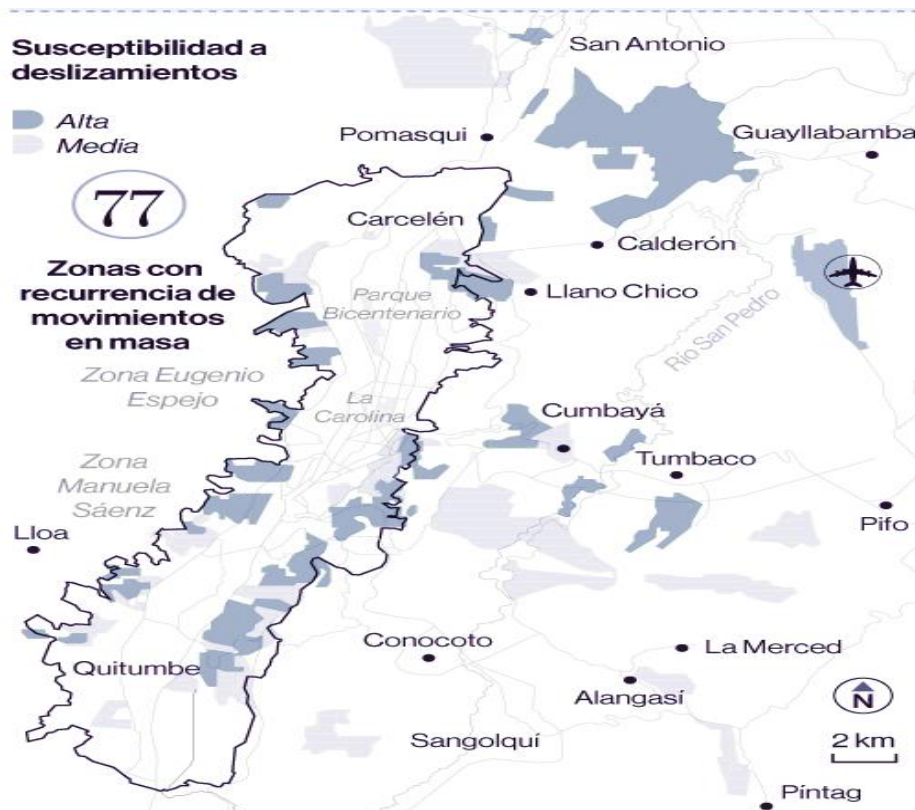 Susceptibilidad a
deslizamientos
Alta
Media
77
Zonas con
recurrencia de
movimientos
en masa
San Antonio
Pomasqui
Guayllabamba
Carcelén
Calderón
Parque
Bicentenario
Llano Chico
Río San Pedro
Zona Eugenio
Espejo
La
Carolina
Cumbayá
Zona
Manuela
Sáenz
Tumbaco
Lloa
Pifo
Quitumbe
Conocoto
La Merced
Alangasí
N
Sangolquí
2 km
Píntag